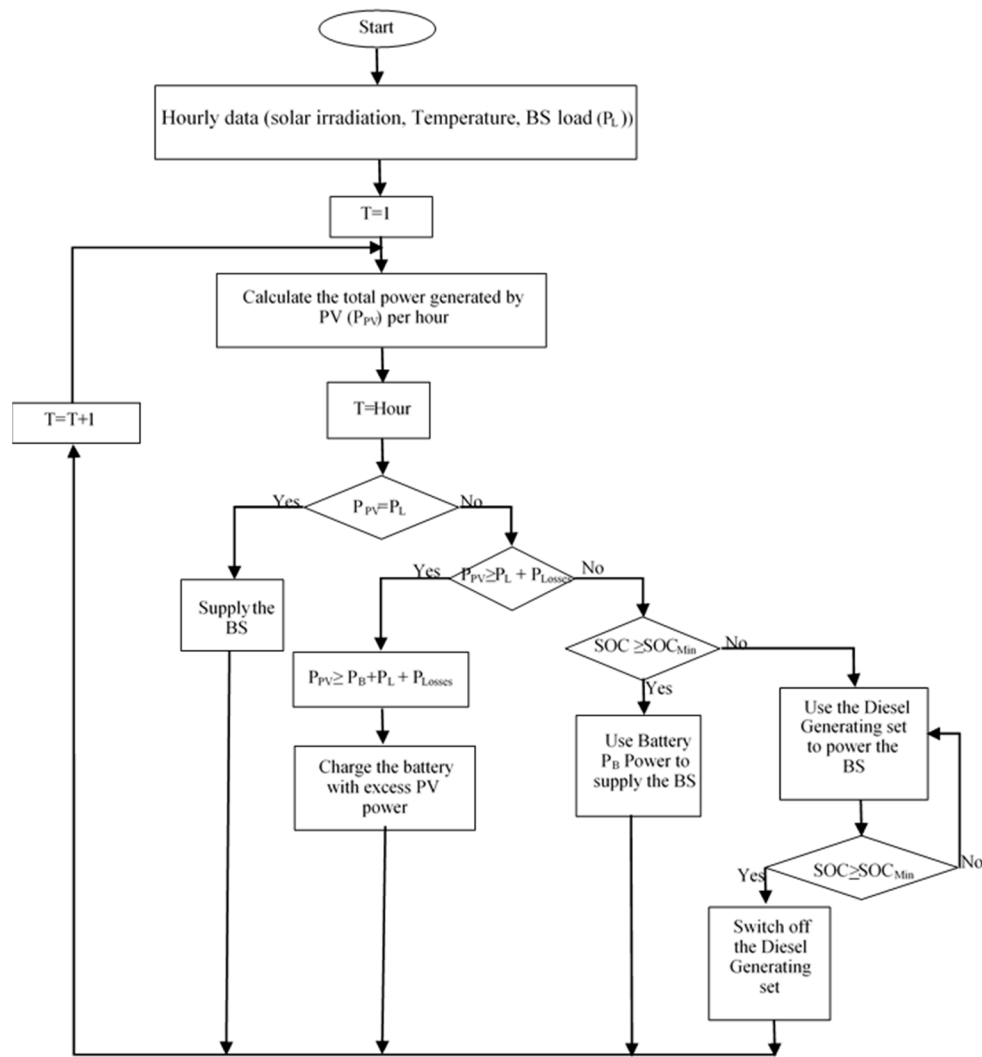 Start
Hourly data (solar irradiation, Temperature, BS load (PL ))
T=1
Calculate the total power generated by
PV (PPV) per hour
T=T+1
T=Hour
Yes
PPV=PL
No
Yes
PPV≥PL + PLosses
No
Supply the
BS
SOC ≥SOCMin
No
PPV≥ PB+PL + PLosses
Yes
Use the Diesel
Generating set
to power the
BS
Use Battery
PB Power to
supply the BS
Charge the battery
with excess PV
power
Yes
SOC≥SOCMin
No
Switch off
the Diesel
Generating
set